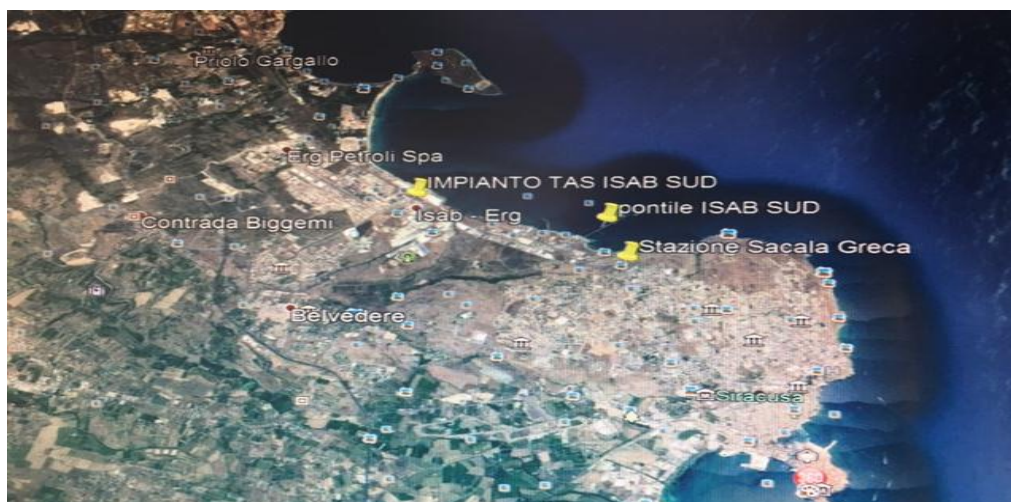 Priolo Gargallo
Erg Petroli Spa
IMPIANTO TAS ISAB SUD
pontile ISAB SUD
Isab - Erg
Contrada Biggemi
Stazione Sacala Greca
Belvedere
Siracusa